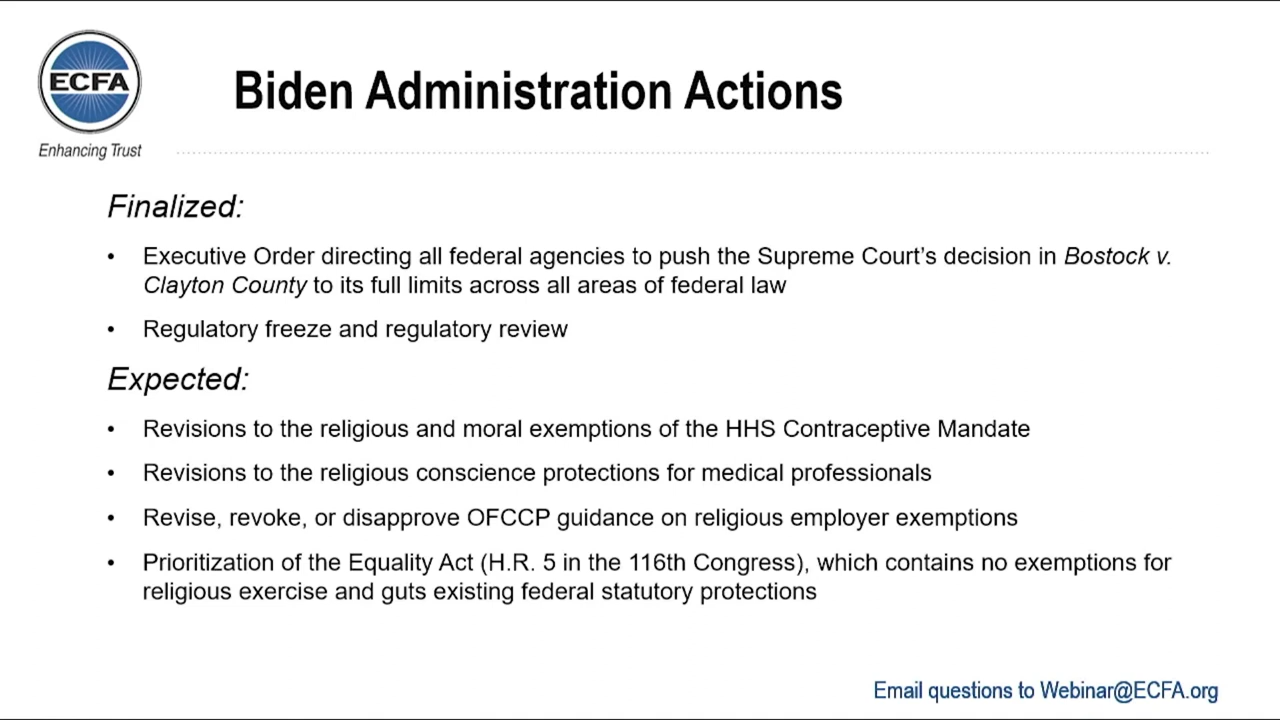 ECFA
Enhancing Trust
Biden Administration Actions
Finalized:
• Executive Order directing all federal agencies to push the Supreme Court’s decision in Bostock v.
Clayton County to its full limits across all areas of federal law
• Regulatory freeze and regulatory review
Expected:
• Revisions to the religious and moral exemptions of the HHS Contraceptive Mandate
• Revisions to the religious conscience protections for medical professionals
• Revise, revoke, or disapprove OFCCP guidance on religious employer exemptions
• Prioritization of the Equality Act (H.R. 5 in the 116th Congress), which contains no exemptions for
religious exercise and guts existing federal statutory protections
Email questions to Webinar@ECFA.org